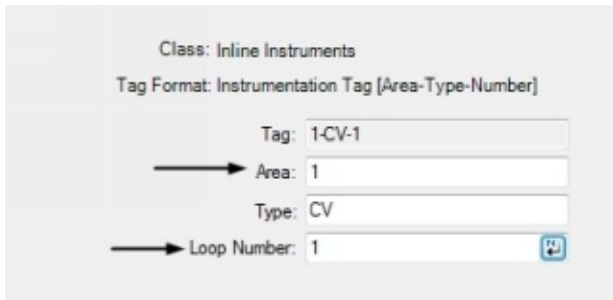 Class: Inline Instruments
Tag Format: Instrumentation Tag [Area-Type-Number]
Tag: 1-CV-1
Area: 1
Type: CV
Loop Number: 1